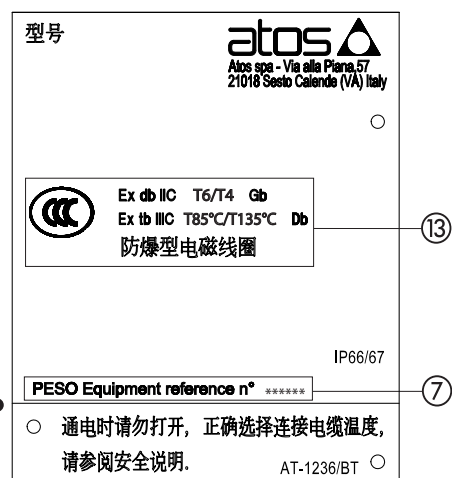 型号
atos
Atos spa - Via alla Piana,57
21018 Sesto Calende (VA) Italy
CCC
Ex db IIC T6/T4 Gb
Ex tb IIIC T85°C/T135°C Db
防爆型电磁线圈
⑬
IP66/67
PESO Equipment reference n° ******
⑦
通电时请勿打开，正确选择连接电缆温度，
请参阅安全说明.
AT-1236/BT